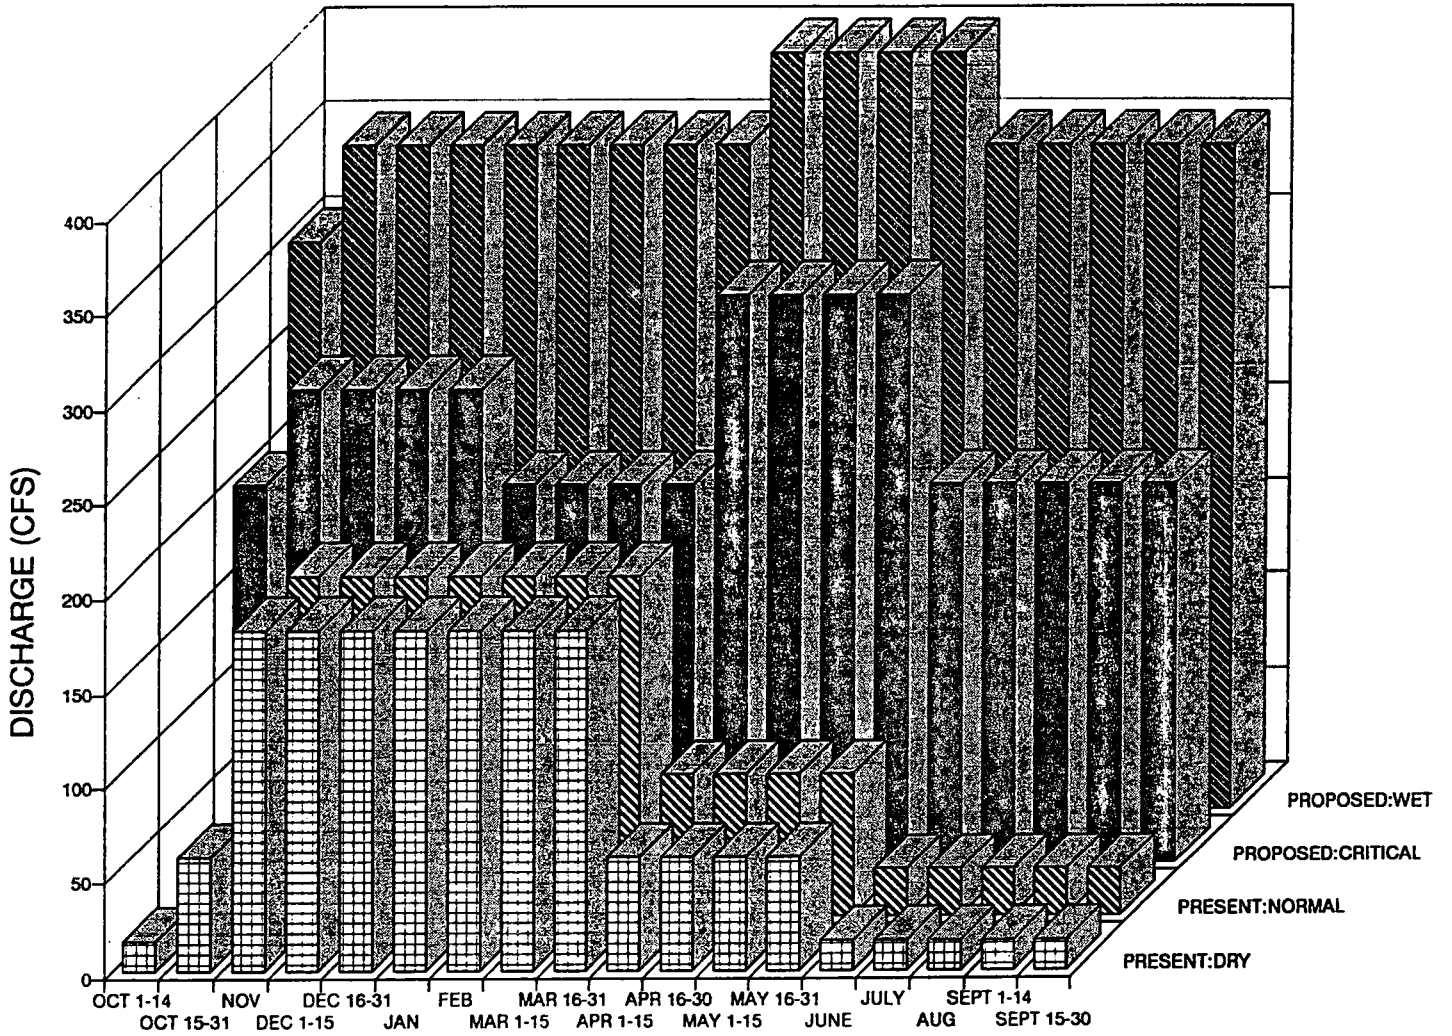 DISCHARGE (CFS)
400
350
300
250
200
150
100
50
0
OCT 1-14
OCT 15-31
NOV
DEC 1-15
DEC 16-31
JAN
FEB
MAR 1-15
MAR 16-31
APR 1-15
APR 16-30
MAY 1-15
MAY 16-31
JUNE
JULY
AUG
SEPT 1-14
SEPT 15-30
PROPOSED:WET
PROPOSED:CRITICAL
PRESENT:NORMAL
PRESENT:DRY